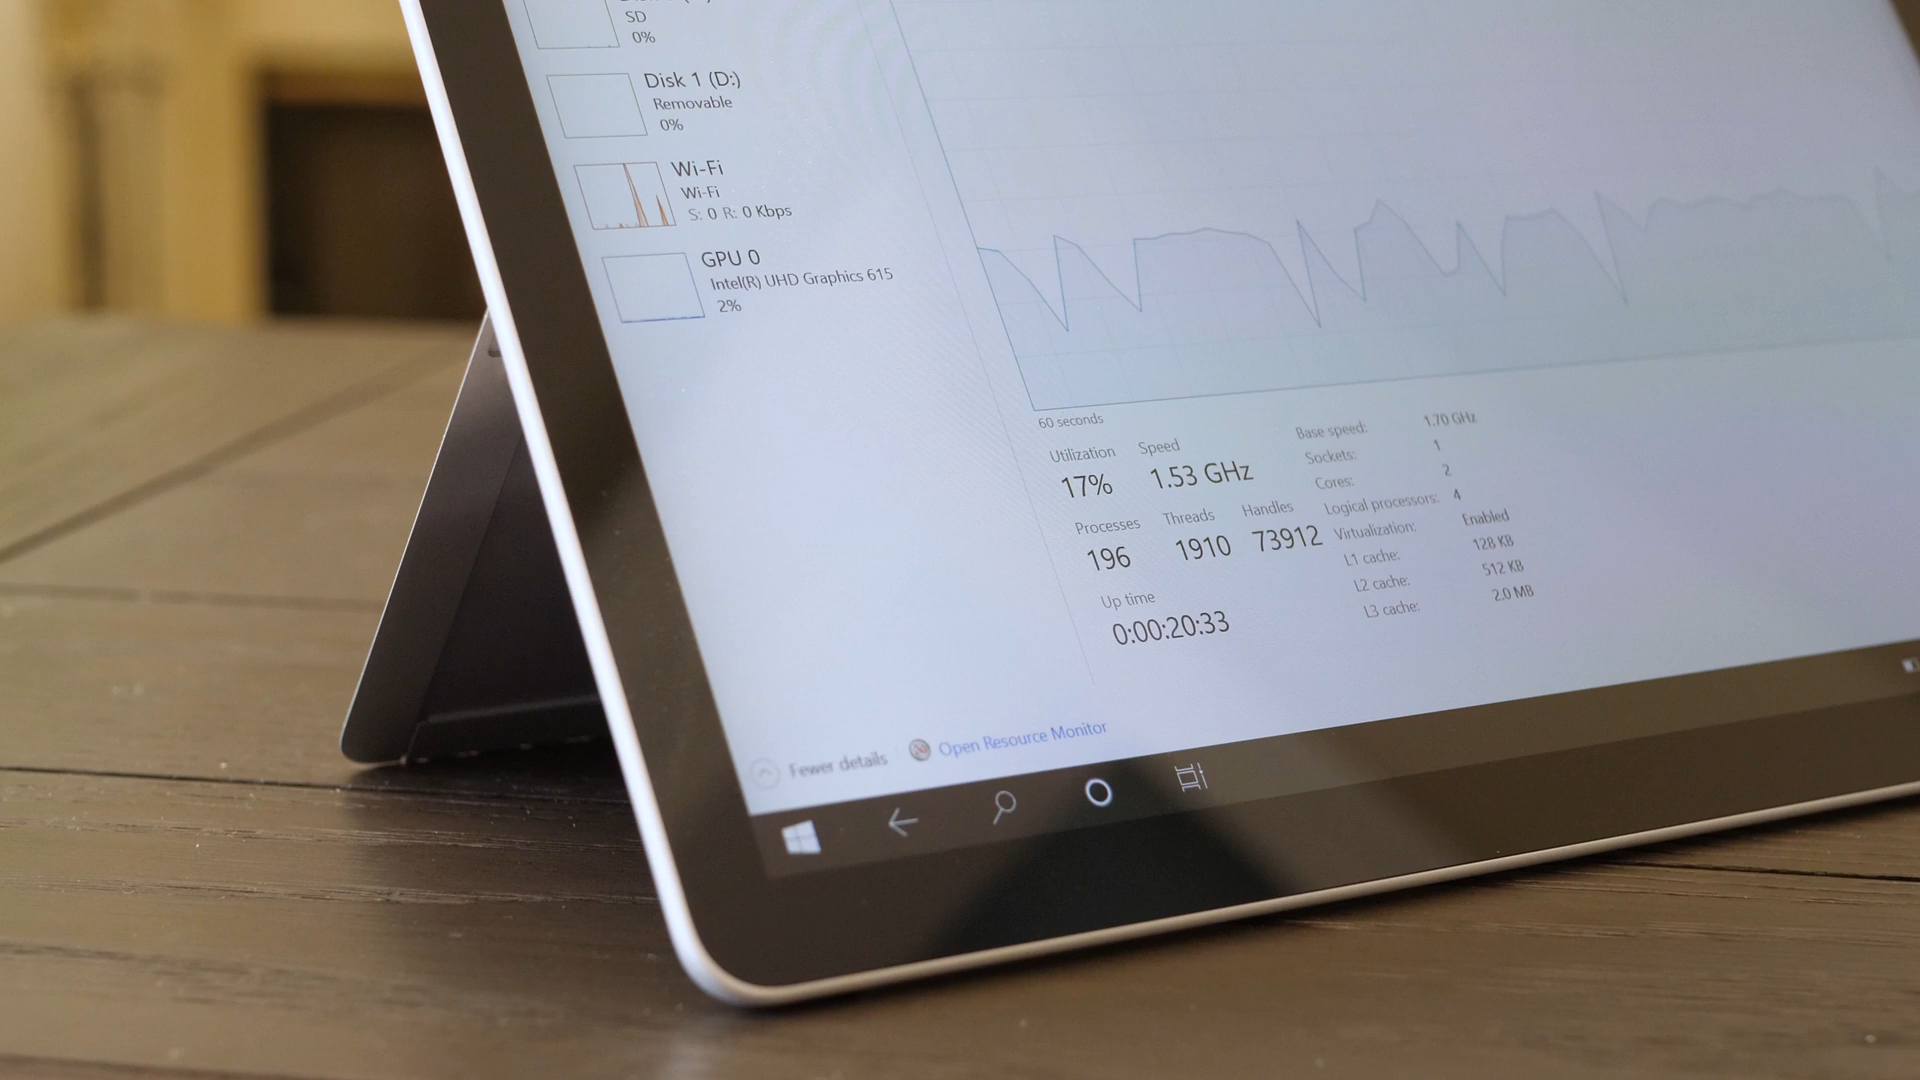 SD
0%
Disk 1 (D:)
Removable
0%
Wi-Fi
Wi-Fi
S: 0 R: 0 Kbps
GPU 0
Intel(R) UHD Graphics 615
2%
60 seconds
Utilization Speed
17% 1.53 GHz
Processes Threads Handles
196 1910 73912
Up time
0:00:20:33
Base speed: 1.70 GHz
Sockets: 1
Cores: 2
Logical processors: 4
Virtualization: Enabled
L1 cache: 128 KB
L2 cache: 512 KB
L3 cache: 2.0 MB
Fewer details Open Resource Monitor